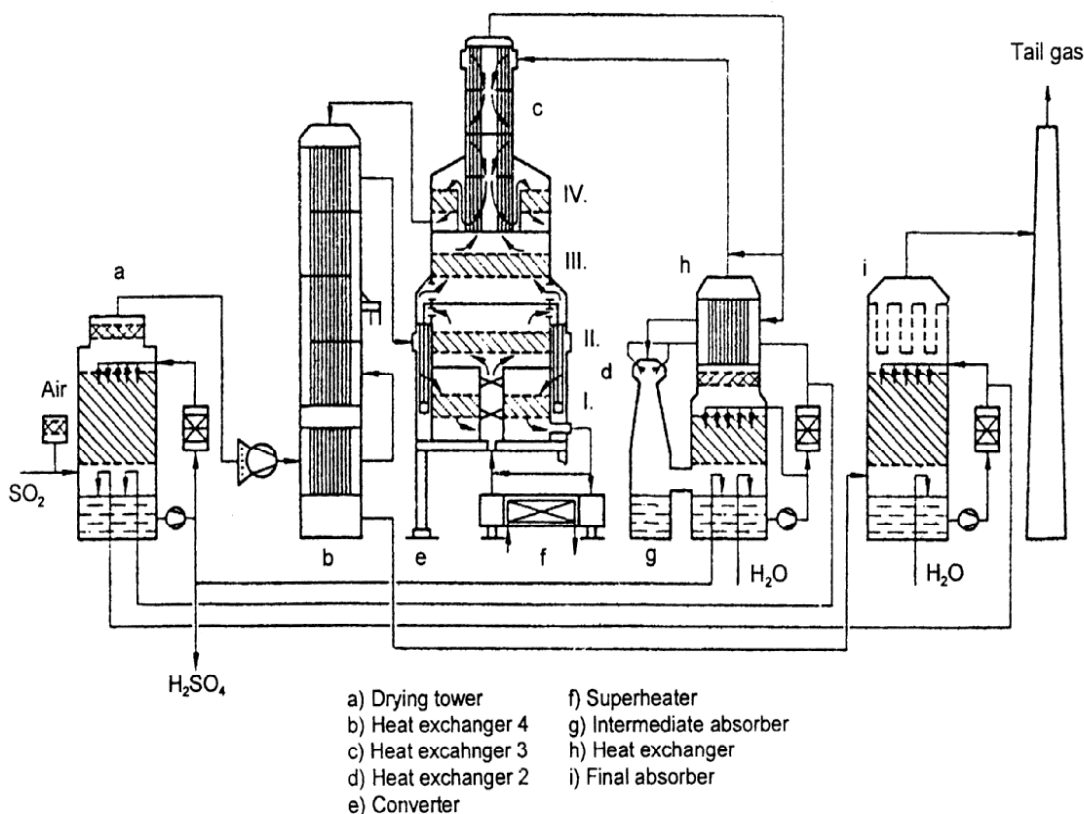 Tail gas
c
IV.
III.
a
h
i
II.
d
Air
I.
SO₂
b
e
f
g
H₂O
H₂O
H₂SO₄
a) Drying tower
b) Heat exchanger 4
c) Heat excahnger 3
d) Heat exchanger 2
e) Converter
f) Superheater
g) Intermediate absorber
h) Heat exchanger
i) Final absorber